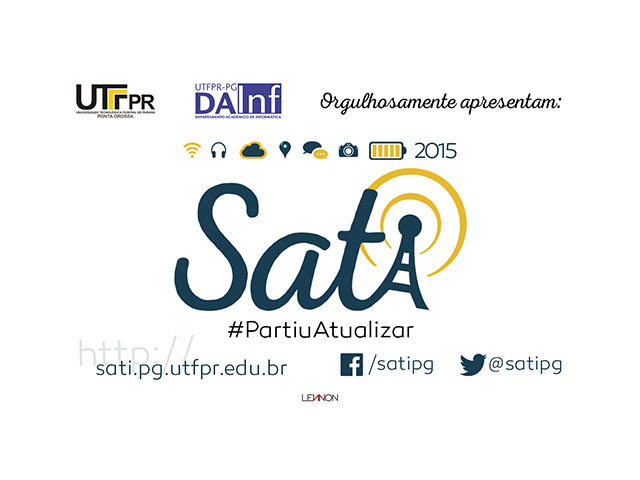 UTFPR
UNIVERSIDADE TECNOLÓGICA FEDERAL DO PARANÁ
PONTA GROSSA
UTFPR-PG
DAInf
DEPARTAMENTO ACADÊMICO DE INFORMÁTICA
Orgulhosamente apresentam:
2015
Sati
#PartiuAtualizar
http://
sati.pg.utfpr.edu.br
/satipg
@satipg
LENNON